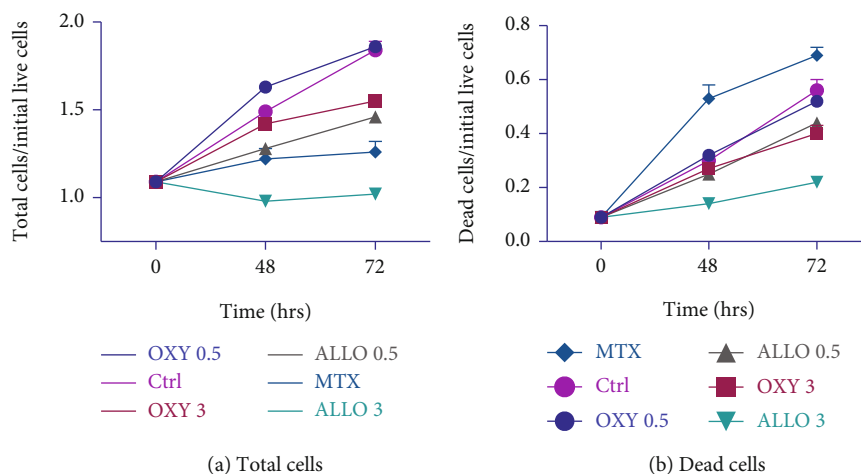 Total cells/initial live cells
2.0
1.5
1.0
0
48
72
Time (hrs)
OXY 0.5
Ctrl
OXY 3
ALLO 0.5
MTX
ALLO 3
(a) Total cells
Dead cells/initial live cells
0.8
0.6
0.4
0.2
0.0
0
48
72
Time (hrs)
MTX
Ctrl
OXY 0.5
ALLO 0.5
OXY 3
ALLO 3
(b) Dead cells